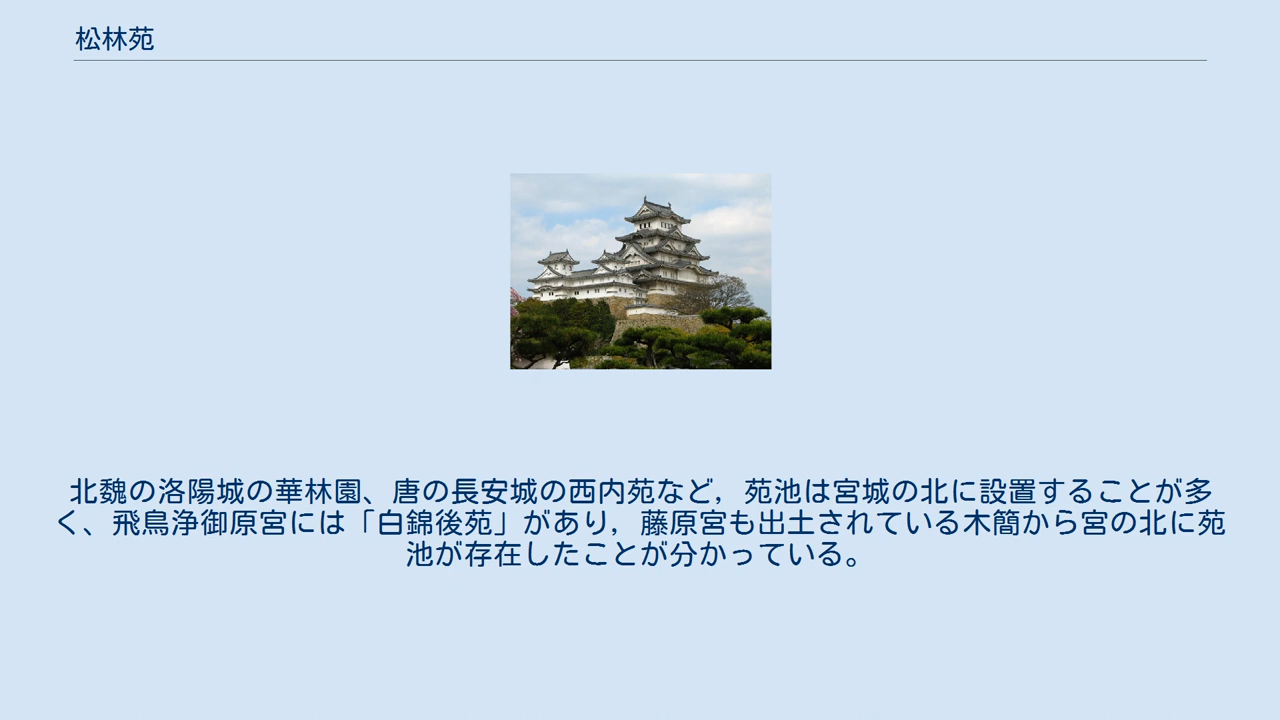 松林苑
北魏の洛陽城の華林園、唐の長安城の西内苑など，苑池は宮城の北に設置することが多
く、飛鳥浄御原宮には「白錦後苑」があり，藤原宮も出土されている木簡から宮の北に苑
池が存在したことが分かっている。